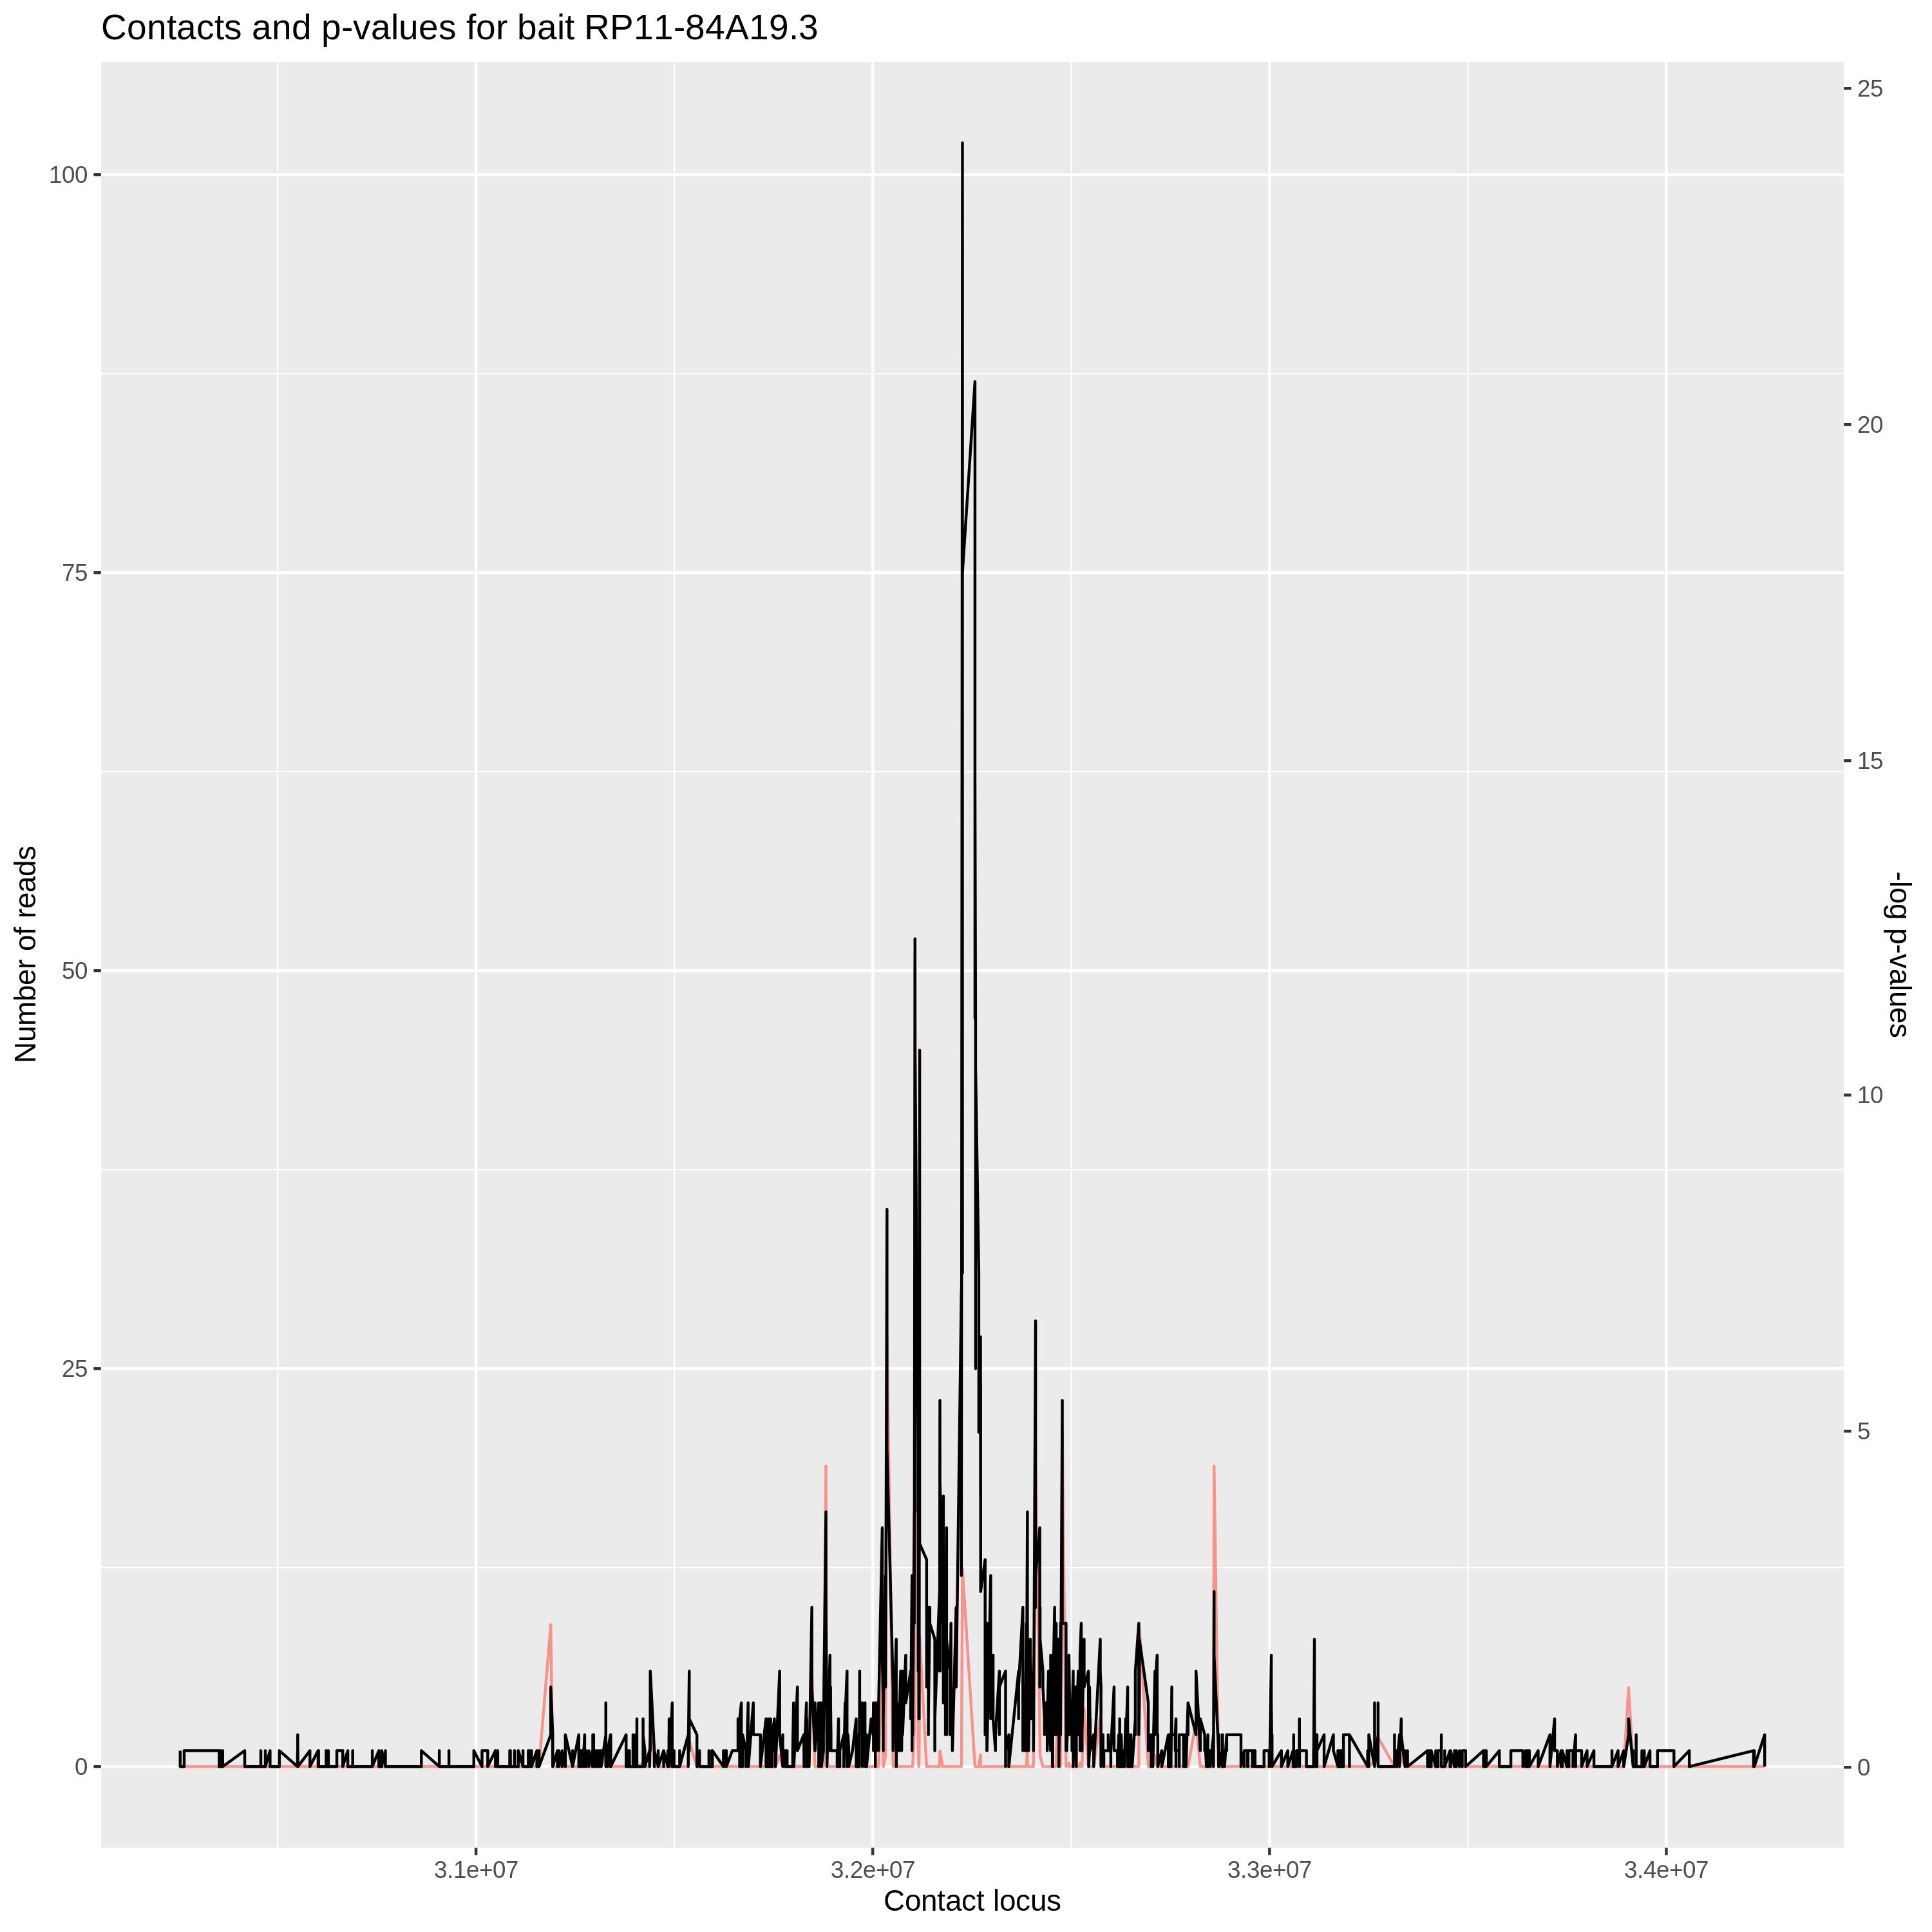 Contacts and p-values for bait RP11-84A19.3
Number of reads
100
75
50
25
0
25
20
15
10
5
0
-log p-values
3.1e+07
3.2e+07
3.3e+07
3.4e+07
Contact locus